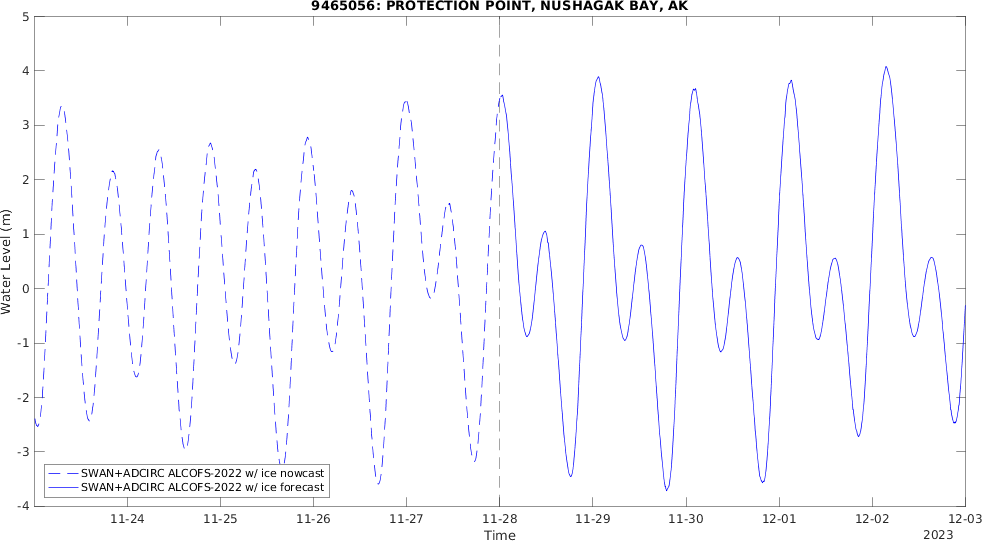 9465056: PROTECTION POINT, NUSHAGAK BAY, AK
5
4
3
2
1
0
-1
-2
-3
-4
Water Level (m)
SWAN+ADCIRC ALCOFS-2022 w/ ice nowcast
SWAN+ADCIRC ALCOFS-2022 w/ ice forecast
11-24 11-25 11-26 11-27 11-28 11-29 11-30 12-01 12-02 12-03
Time
2023